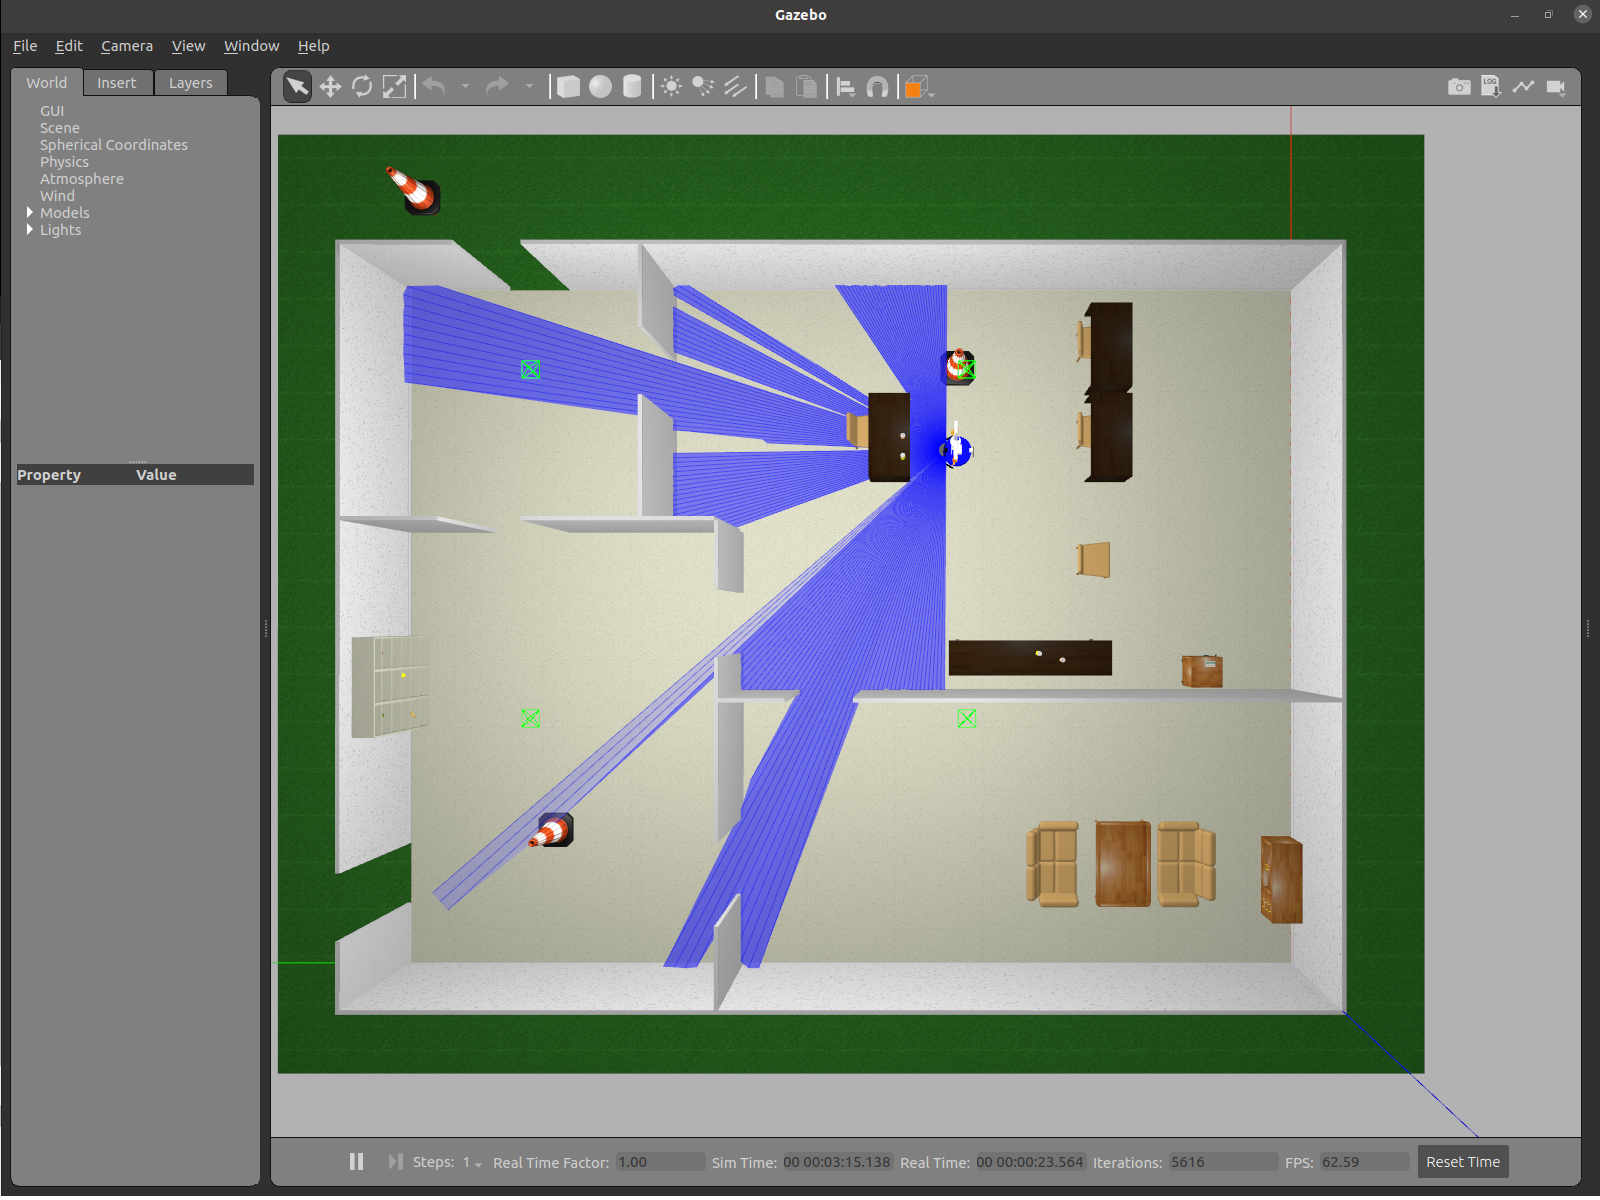 Gazebo
File Edit Camera View Window Help
World Insert Layers
LOG
GUI
Scene
Spherical Coordinates
Physics
Atmosphere
Wind
Models
Lights
Property Value
Steps: 1 Real Time Factor: 1.00 Sim Time: 00 00:03:15.138 Real Time: 00 00:00:23.564 Iterations: 5616 FPS: 62.59 Reset Time